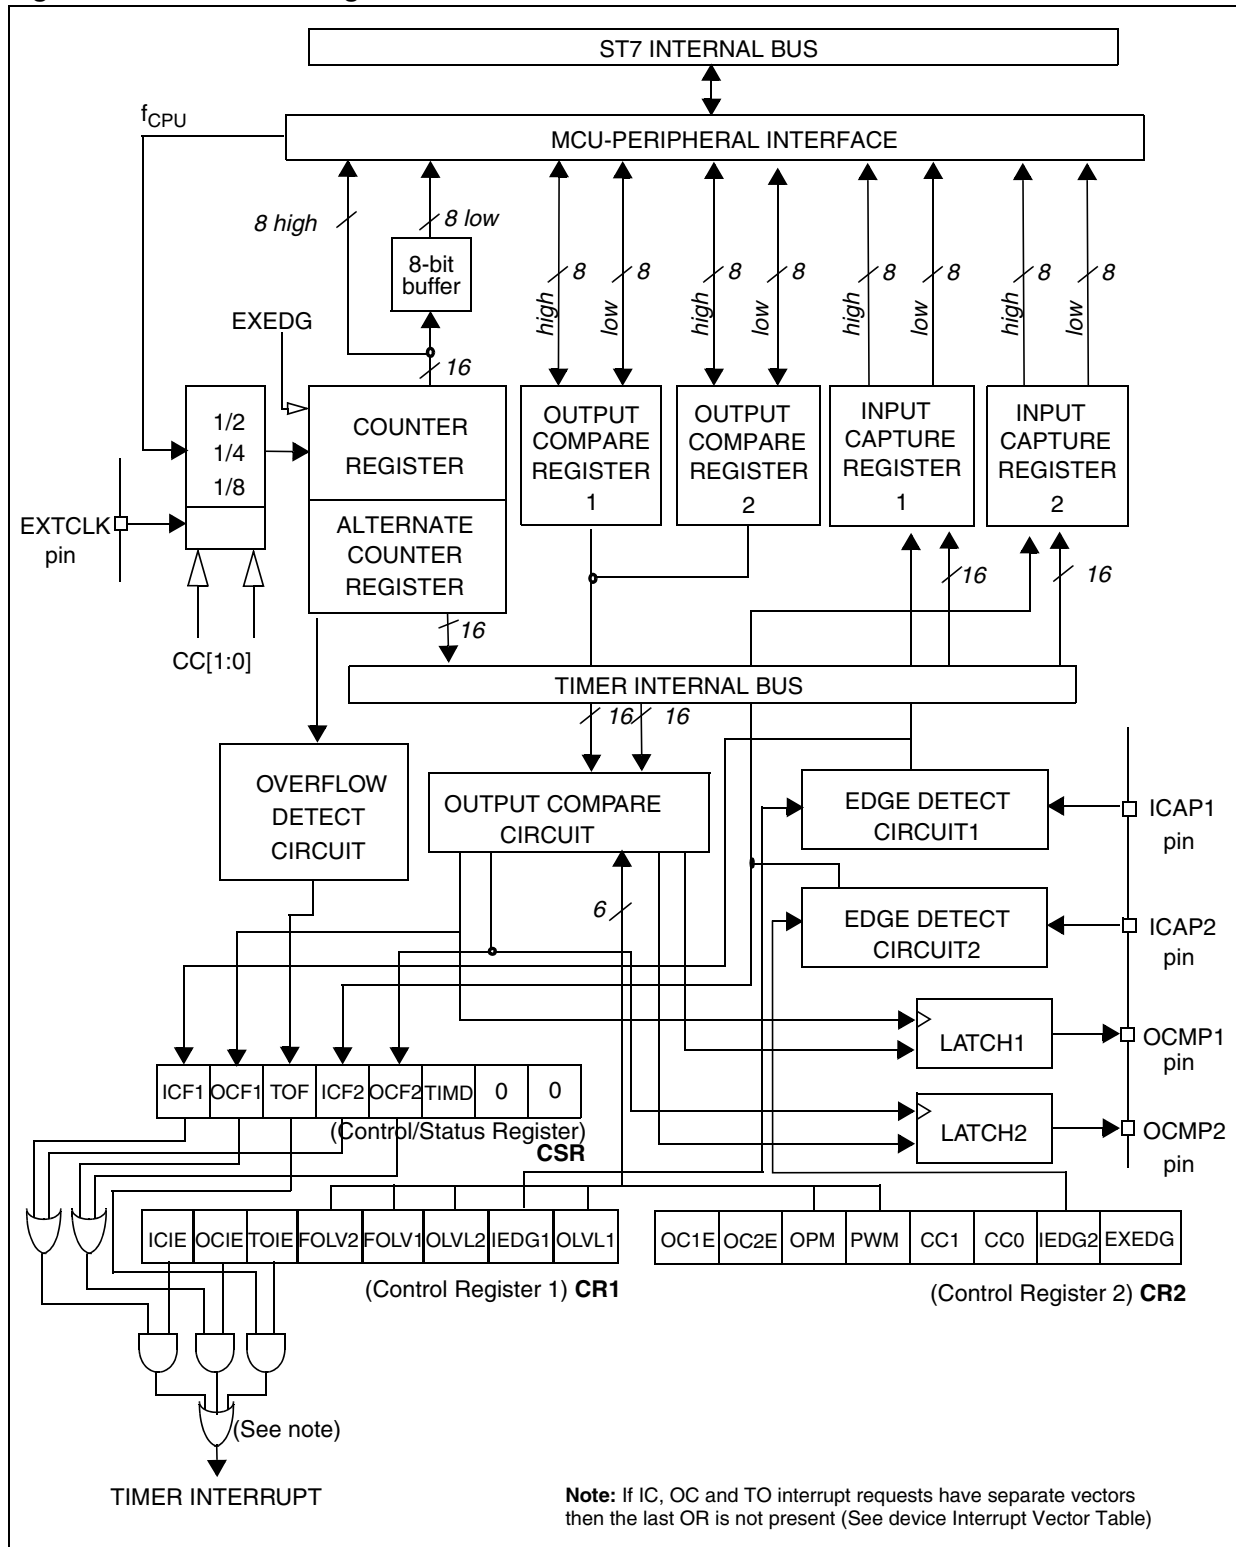 ST7 INTERNAL BUS
fCPU
MCU-PERIPHERAL INTERFACE
8 high
8 low
8-bit
buffer
high
8
low
8
high
8
low
8
high
8
low
8
high
8
low
8
EXEDG
16
1/2
1/4
1/8
COUNTER
REGISTER
OUTPUT
COMPARE
REGISTER
1
OUTPUT
COMPARE
REGISTER
2
INPUT
CAPTURE
REGISTER
1
INPUT
CAPTURE
REGISTER
2
EXTCLK
pin
ALTERNATE
COUNTER
REGISTER
16
16
16
CC[1:0]
TIMER INTERNAL BUS
16
16
OVERFLOW
DETECT
CIRCUIT
OUTPUT COMPARE
CIRCUIT
EDGE DETECT
CIRCUIT1
ICAP1
pin
6
EDGE DETECT
CIRCUIT2
ICAP2
pin
LATCH1
OCMP1
pin
LATCH2
OCMP2
pin
ICF1 OCF1 TOF ICF2 OCF2 TIMD 0 0
(Control/Status Register)
CSR
ICIE OCIE TOIE FOLV2 FOLV1 OLVL2 IEDG1 OLVL1
(Control Register 1) CR1
OC1E OC2E OPM PWM CC1 CC0 IEDG2 EXEDG
(Control Register 2) CR2
(See note)
TIMER INTERRUPT
Note: If IC, OC and TO interrupt requests have separate vectors
then the last OR is not present (See device Interrupt Vector Table)